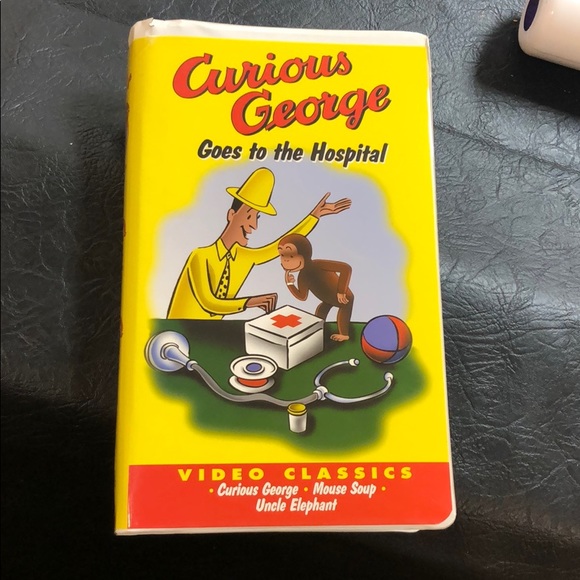 Curious
George
Goes to the Hospital
VIDEO CLASSICS
· Curious George · Mouse Soup ·
Uncle Elephant